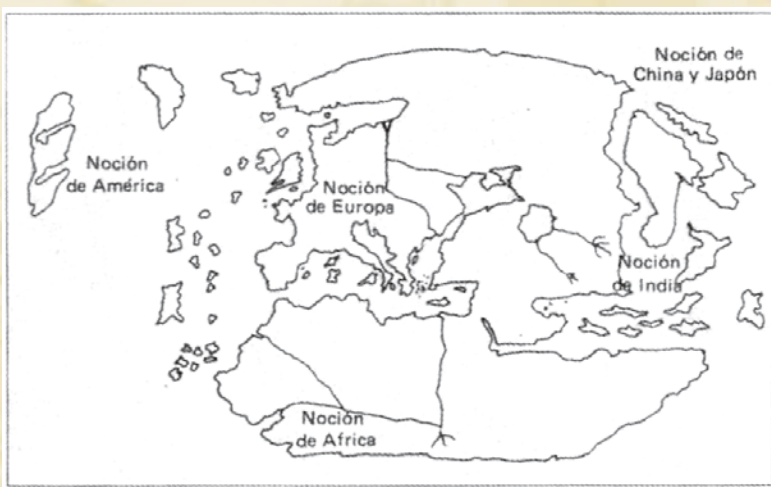 Noción de
China y Japón
Noción
de América
Noción
de Europa
Noción
de India
Noción
de Africa